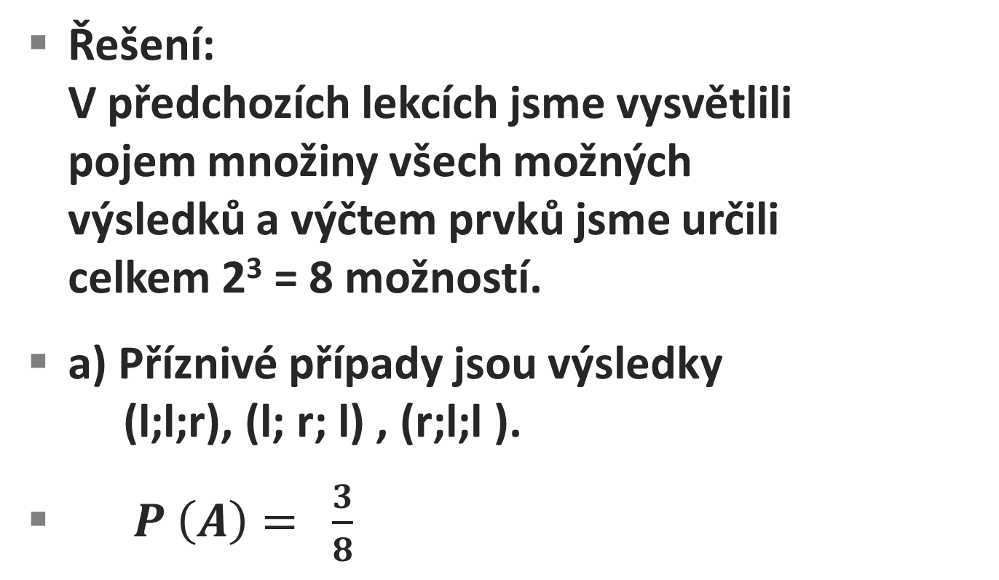 ▪ Řešení:
V předchozích lekcích jsme vysvětlili
pojem množiny všech možných
výsledků a výčtem prvků jsme určili
celkem 2³ = 8 možností.
▪ a) Příznivé případy jsou výsledky
(l;l;r), (l; r; l) , (r;l;l ).
▪ P (A) = 3/8